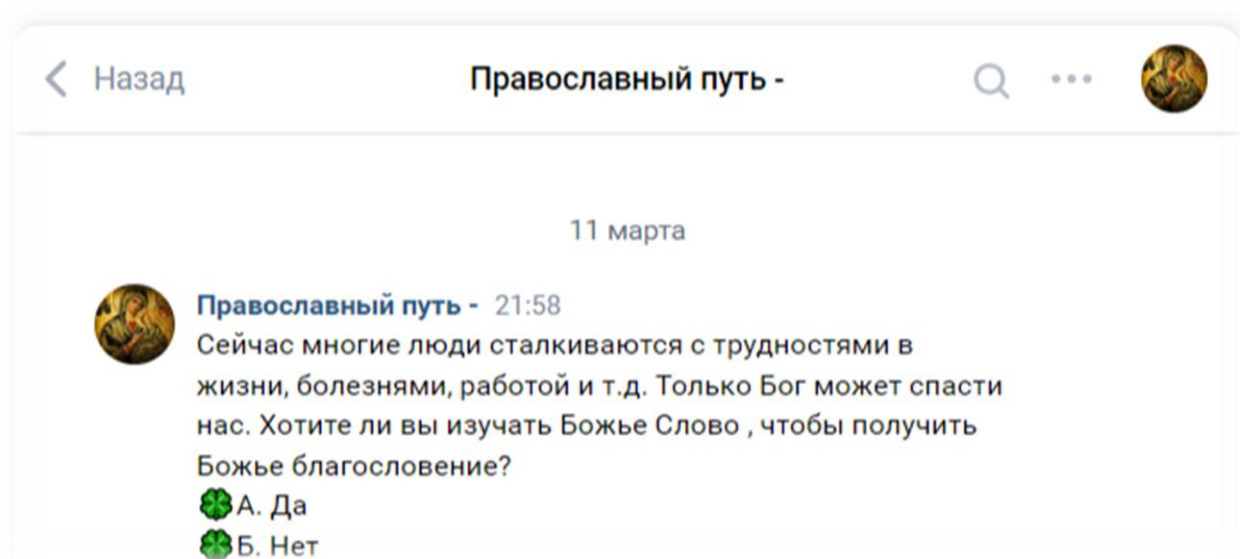 Назад
Православный путь -
11 марта
Православный путь - 21:58
Сейчас многие люди сталкиваются с трудностями в
жизни, болезнями, работой и т.д. Только Бог может спасти
нас. Хотите ли вы изучать Божье Слово , чтобы получить
Божье благословение?
🍀А. Да
🍀Б. Нет